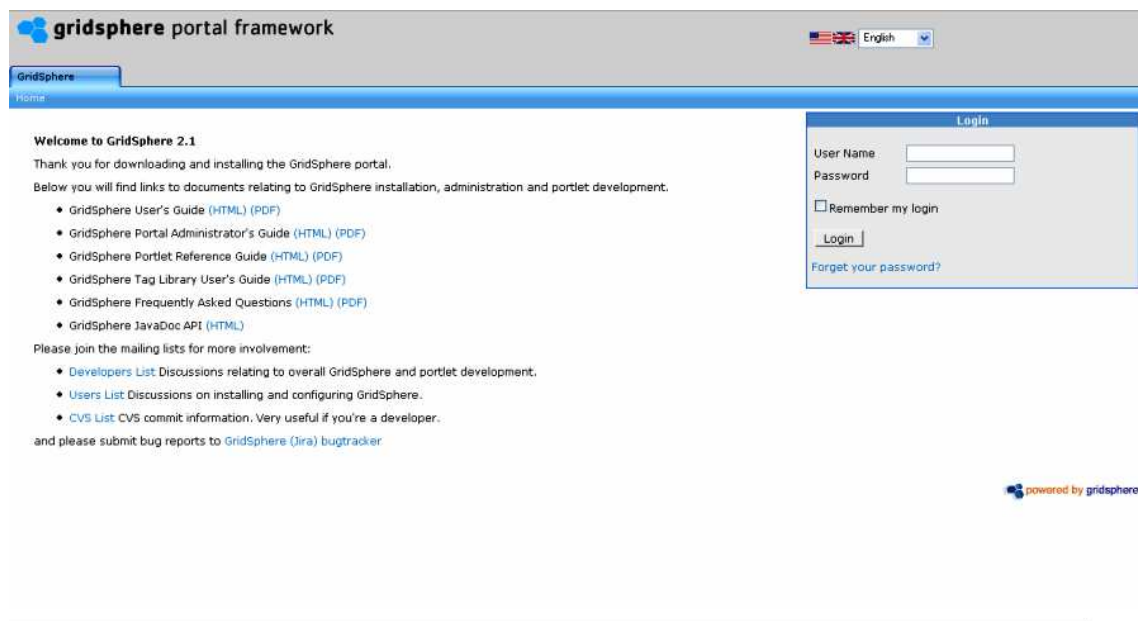 gridsphere portal framework
English
GridSphere
Home
Welcome to GridSphere 2.1
Thank you for downloading and installing the GridSphere portal.
Below you will find links to documents relating to GridSphere installation, administration and portlet development.
GridSphere User's Guide (HTML) (PDF)
GridSphere Portal Administrator's Guide (HTML) (PDF)
GridSphere Portlet Reference Guide (HTML) (PDF)
GridSphere Tag Library User's Guide (HTML) (PDF)
GridSphere Frequently Asked Questions (HTML) (PDF)
GridSphere JavaDoc API (HTML)
Please join the mailing lists for more involvement:
Developers List Discussions relating to overall GridSphere and portlet development.
Users List Discussions on installing and configuring GridSphere.
CVS List CVS commit information. Very useful if you're a developer.
and please submit bug reports to GridSphere (Jira) bugtracker
Login
User Name
Password
Remember my login
Login
Forget your password?
powered by gridsphere